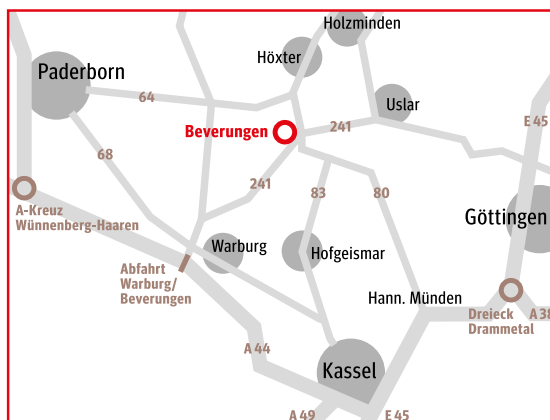 Holzminden
Höxter
Paderborn
64
Uslar
E 45
Beverungen
241
68
241
83
80
A-Kreuz
Wünnenberg-Haaren
Göttingen
Warburg
Hofgeismar
Abfahrt
Warburg/
Beverungen
Hann. Münden
Dreieck
Drammetal
A 38
A 44
Kassel
A 49
E 45